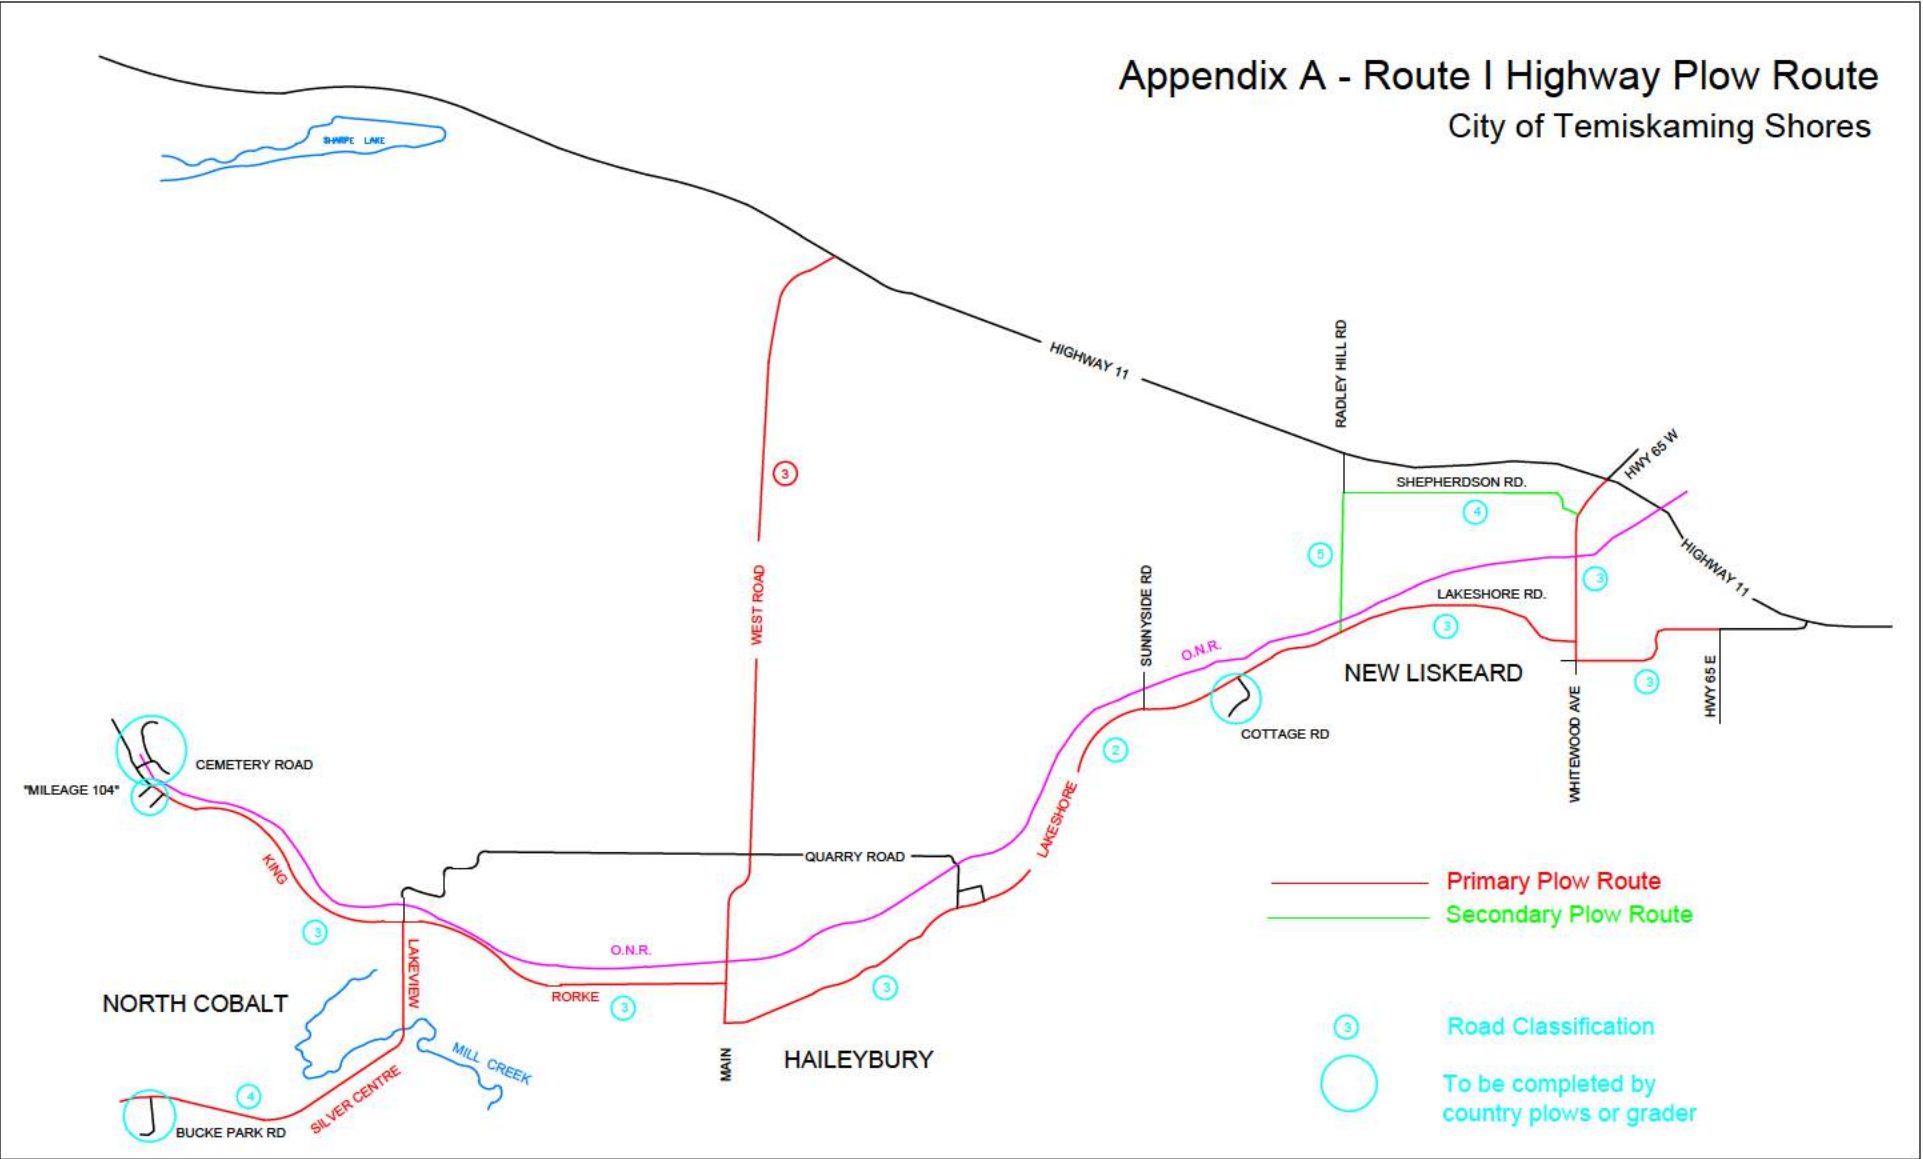 Appendix A - Route I Highway Plow Route
City of Temiskaming Shores
SHARPE LAKE
HIGHWAY 11
RADLEY HILL RD
HWY 65 W
SHEPHERDSON RD.
3
4
5
HIGHWAY 11
3
WEST ROAD
SUNNYSIDE RD
LAKESHORE RD.
3
O.N.R.
NEW LISKEARD
3
HWY 65 E
WHITEWOOD AVE
COTTAGE RD
2
CEMETERY ROAD
"MILEAGE 104"
LAKESHORE
KING
QUARRY ROAD
Primary Plow Route
Secondary Plow Route
3
LAKEVIEW
O.N.R.
3
RORKE
3
NORTH COBALT
3
Road Classification
MILL CREEK
MAIN
HAILEYBURY
4
SILVER CENTRE
BUCKE PARK RD
To be completed by
country plows or grader